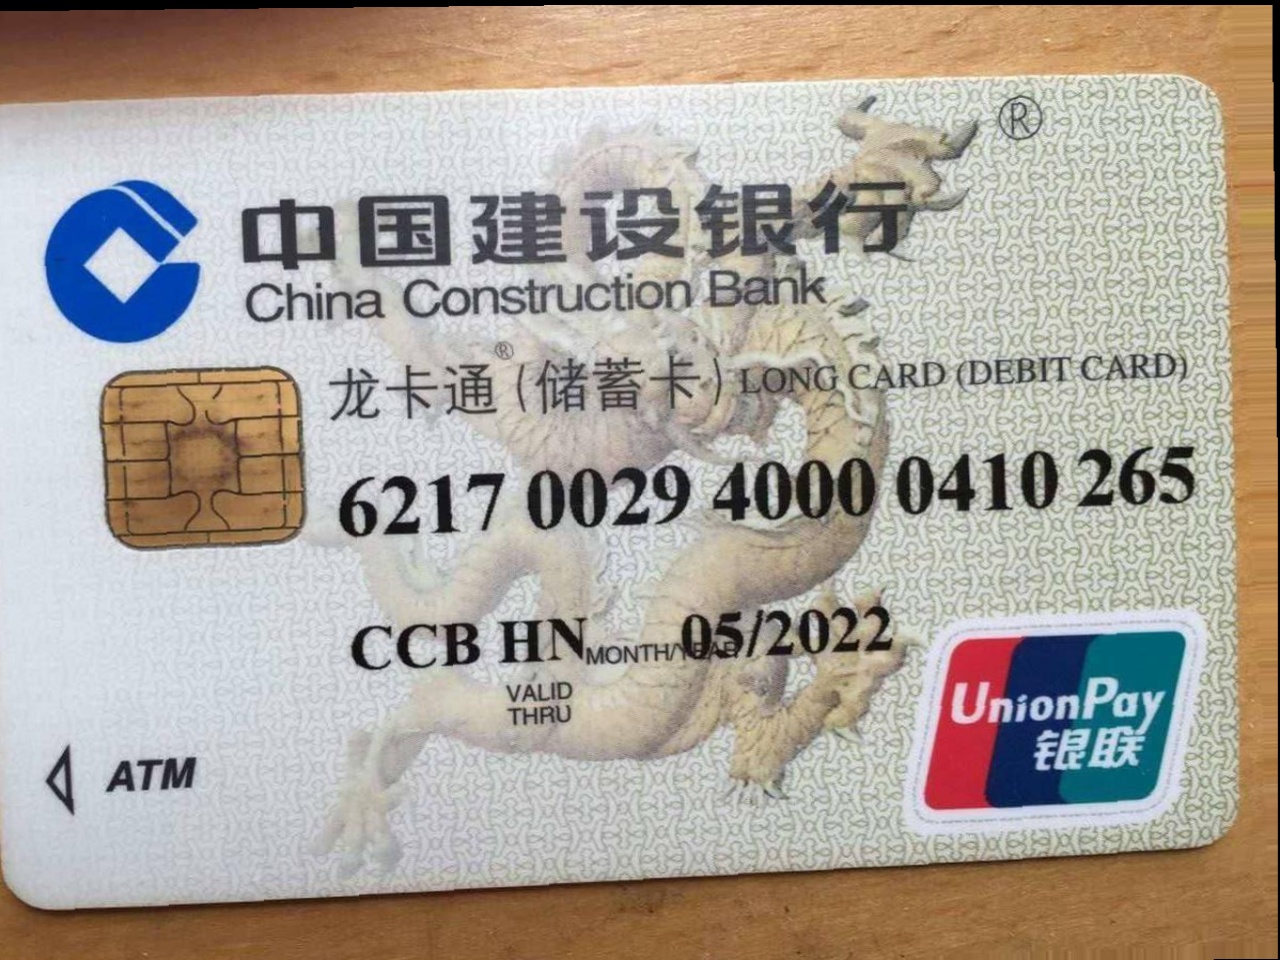 ®
中国建设银行
China Construction Bank
龙卡通®(储蓄卡) LONG CARD (DEBIT CARD)
6217 0029 4000 0410 265
CCB HN MONTH/YEAR 05/2022
VALID
THRU
ATM
UnionPay
银联